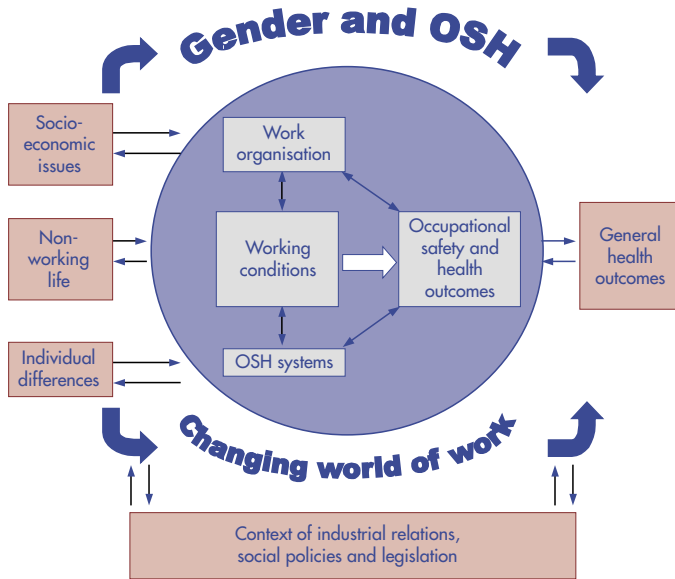 Gender and OSH
Socio-
economic
issues
Work
organisation
Non-
working
life
Working
conditions
Occupational
safety and
health
outcomes
General
health
outcomes
Individual
differences
OSH systems
Changing world of work
Context of industrial relations,
social policies and legislation